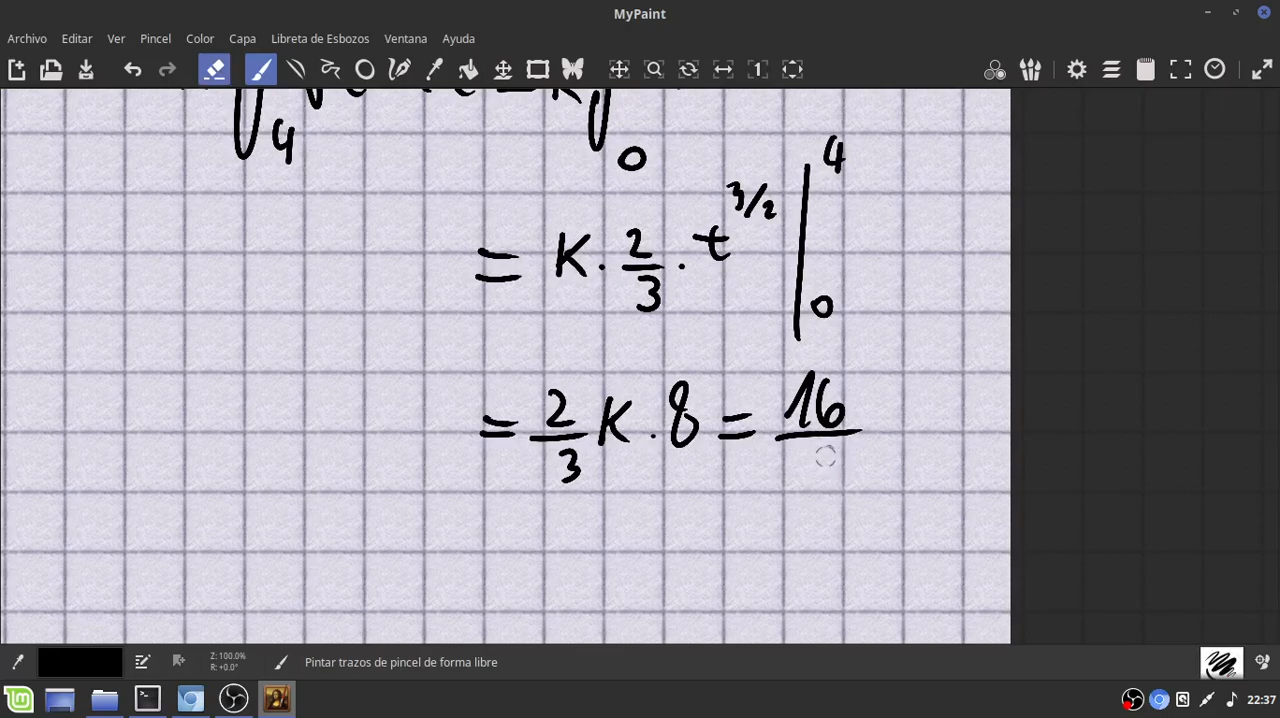 MyPaint
Archivo Editar Ver Pincel Color Capa Libreta de Esbozos Ventana Ayuda
4
0
= K · 2/3 · t^3/2 | 4 0
= 2/3 K · 8 = 16
Z: 100.0%
R: +0.0°
Pintar trazos de pincel de forma libre
22:37